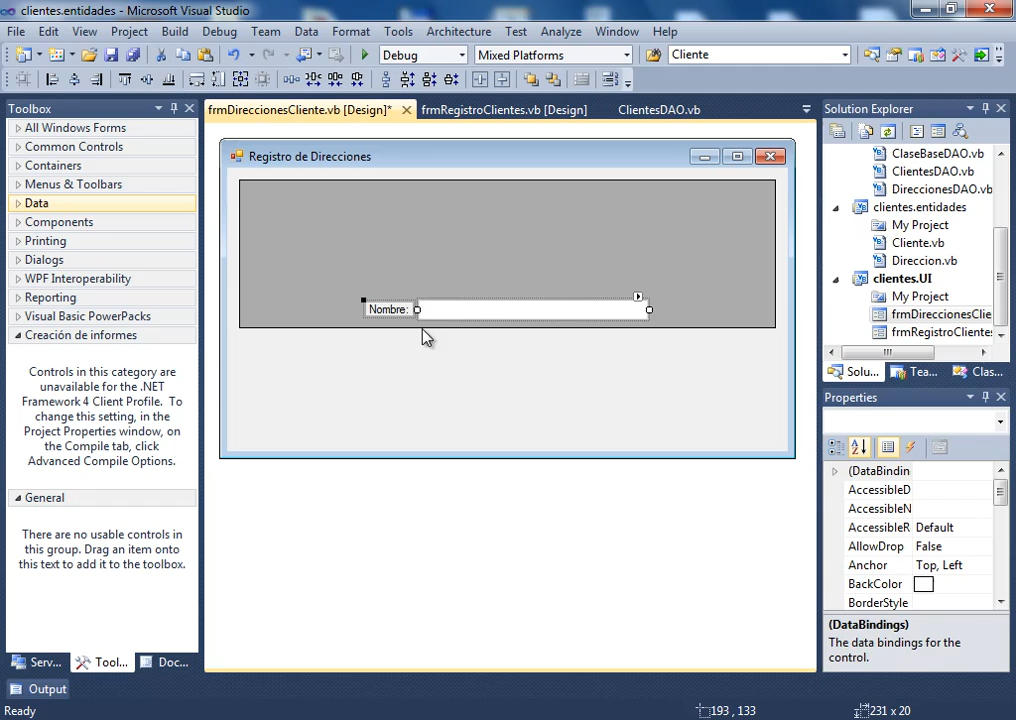 clientes.entidades - Microsoft Visual Studio
File Edit View Project Build Debug Team Data Format Tools Architecture Test Analyze Window Help
Debug Mixed Platforms Cliente
Toolbox
All Windows Forms
Common Controls
Containers
Menus & Toolbars
Data
Components
Printing
Dialogs
WPF Interoperability
Reporting
Visual Basic PowerPacks
Creación de informes
Controls in this category are
unavailable for the .NET
Framework 4 Client Profile. To
change this setting, in the
Project Properties window, on
the Compile tab, click
Advanced Compile Options.
General
There are no usable controls in
this group. Drag an item onto
this text to add it to the toolbox.
Serv... Tool... Doc...
frmDireccionesCliente.vb [Design]* frmRegistroClientes.vb [Design] ClientesDAO.vb
Registro de Direcciones
Nombre:
Solution Explorer
ClaseBaseDAO.vb
ClientesDAO.vb
DireccionesDAO.vb
clientes.entidades
My Project
Cliente.vb
Direccion.vb
clientes.UI
My Project
frmDireccionesClie
frmRegistroClientes
Solu... Tea... Clas...
Properties
(DataBindin
AccessibleD
AccessibleN
AccessibleR Default
AllowDrop False
Anchor Top, Left
BackColor
BorderStyle
(DataBindings)
The data bindings for the
control.
Output
Ready 193 , 133 231 x 20